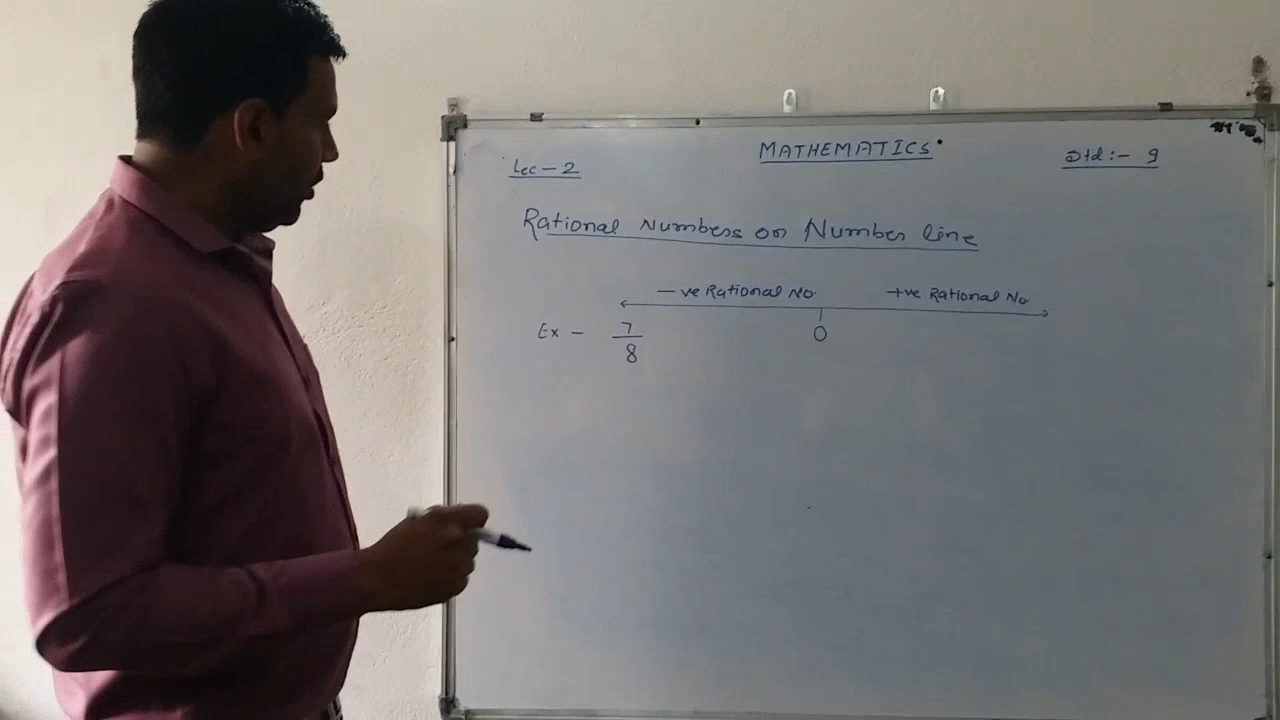 MATHEMATICS
Lec - 2
Std :- 9
Rational Numbers on Number line
-ve Rational No.
+ve Rational No.
0
Ex - 7/8